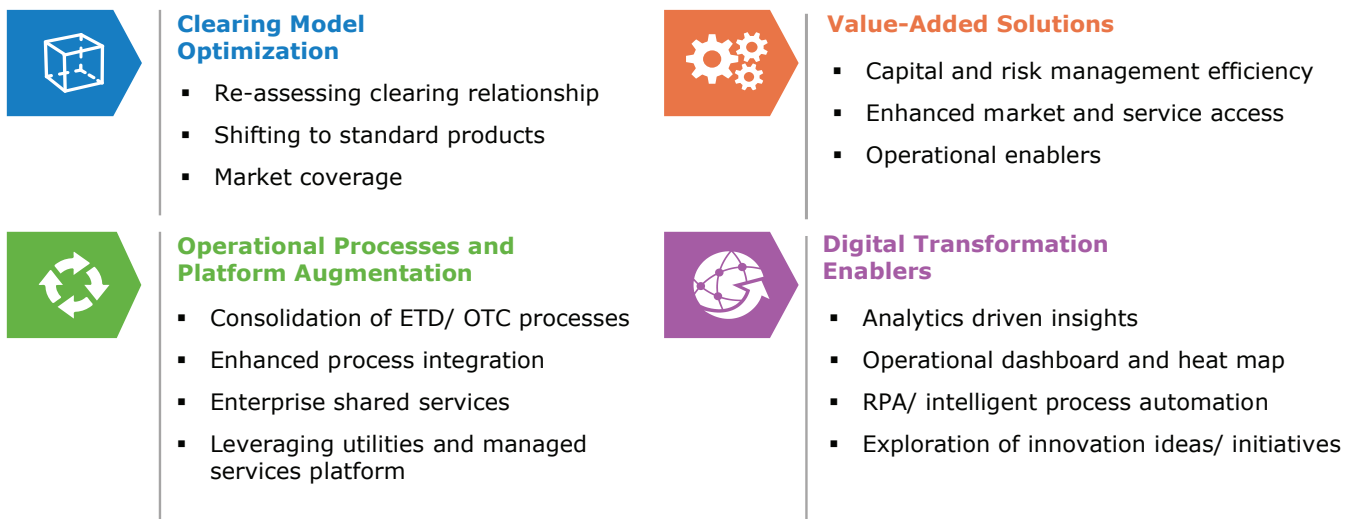 Clearing Model
Optimization
▪ Re-assessing clearing relationship
▪ Shifting to standard products
▪ Market coverage
Value-Added Solutions
▪ Capital and risk management efficiency
▪ Enhanced market and service access
▪ Operational enablers
Operational Processes and
Platform Augmentation
▪ Consolidation of ETD/ OTC processes
▪ Enhanced process integration
▪ Enterprise shared services
▪ Leveraging utilities and managed
services platform
Digital Transformation
Enablers
▪ Analytics driven insights
▪ Operational dashboard and heat map
▪ RPA/ intelligent process automation
▪ Exploration of innovation ideas/ initiatives